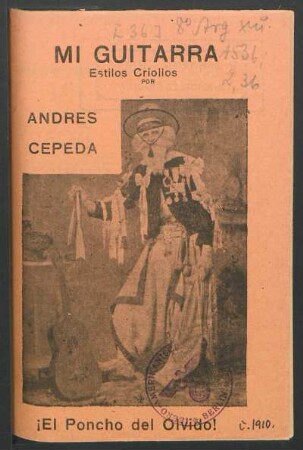 MI GUITARRA
Estilos Criollos
POR
ANDRES
CEPEDA
¡El Poncho del Olvido!
c. 1910.